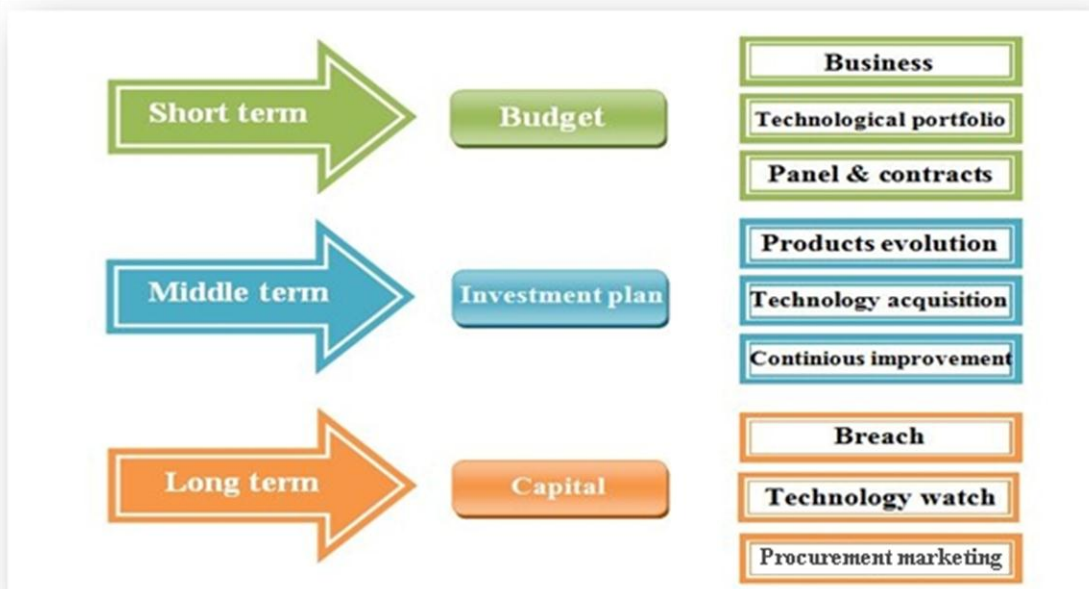 Short term
Budget
Business
Technological portfolio
Panel & contracts
Middle term
Investment plan
Products evolution
Technology acquisition
Continious improvement
Long term
Capital
Breach
Technology watch
Procurement marketing